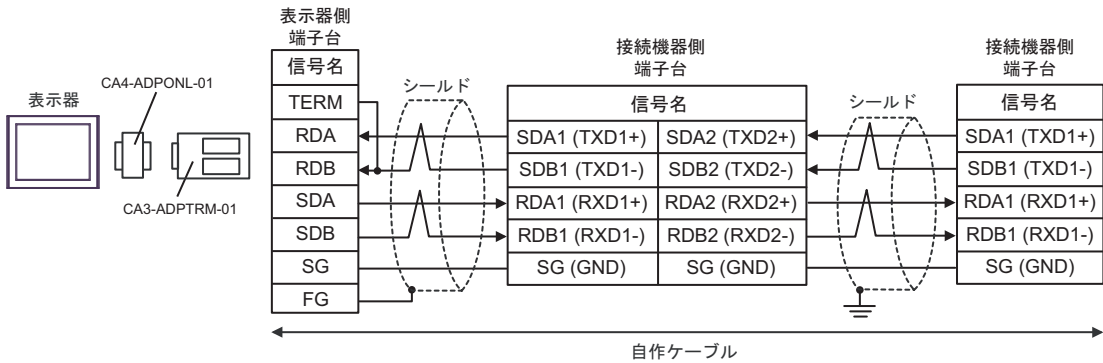 表示器
CA4-ADPONL-01
CA3-ADPTRM-01
表示器側
端子台
信号名
TERM
RDA
RDB
SDA
SDB
SG
FG
シールド
接続機器側
端子台
信号名
SDA1 (TXD1+) SDA2 (TXD2+)
SDB1 (TXD1-) SDB2 (TXD2-)
RDA1 (RXD1+) RDA2 (RXD2+)
RDB1 (RXD1-) RDB2 (RXD2-)
SG (GND) SG (GND)
シールド
接続機器側
端子台
信号名
SDA1 (TXD1+)
SDB1 (TXD1-)
RDA1 (RXD1+)
RDB1 (RXD1-)
SG (GND)
自作ケーブル